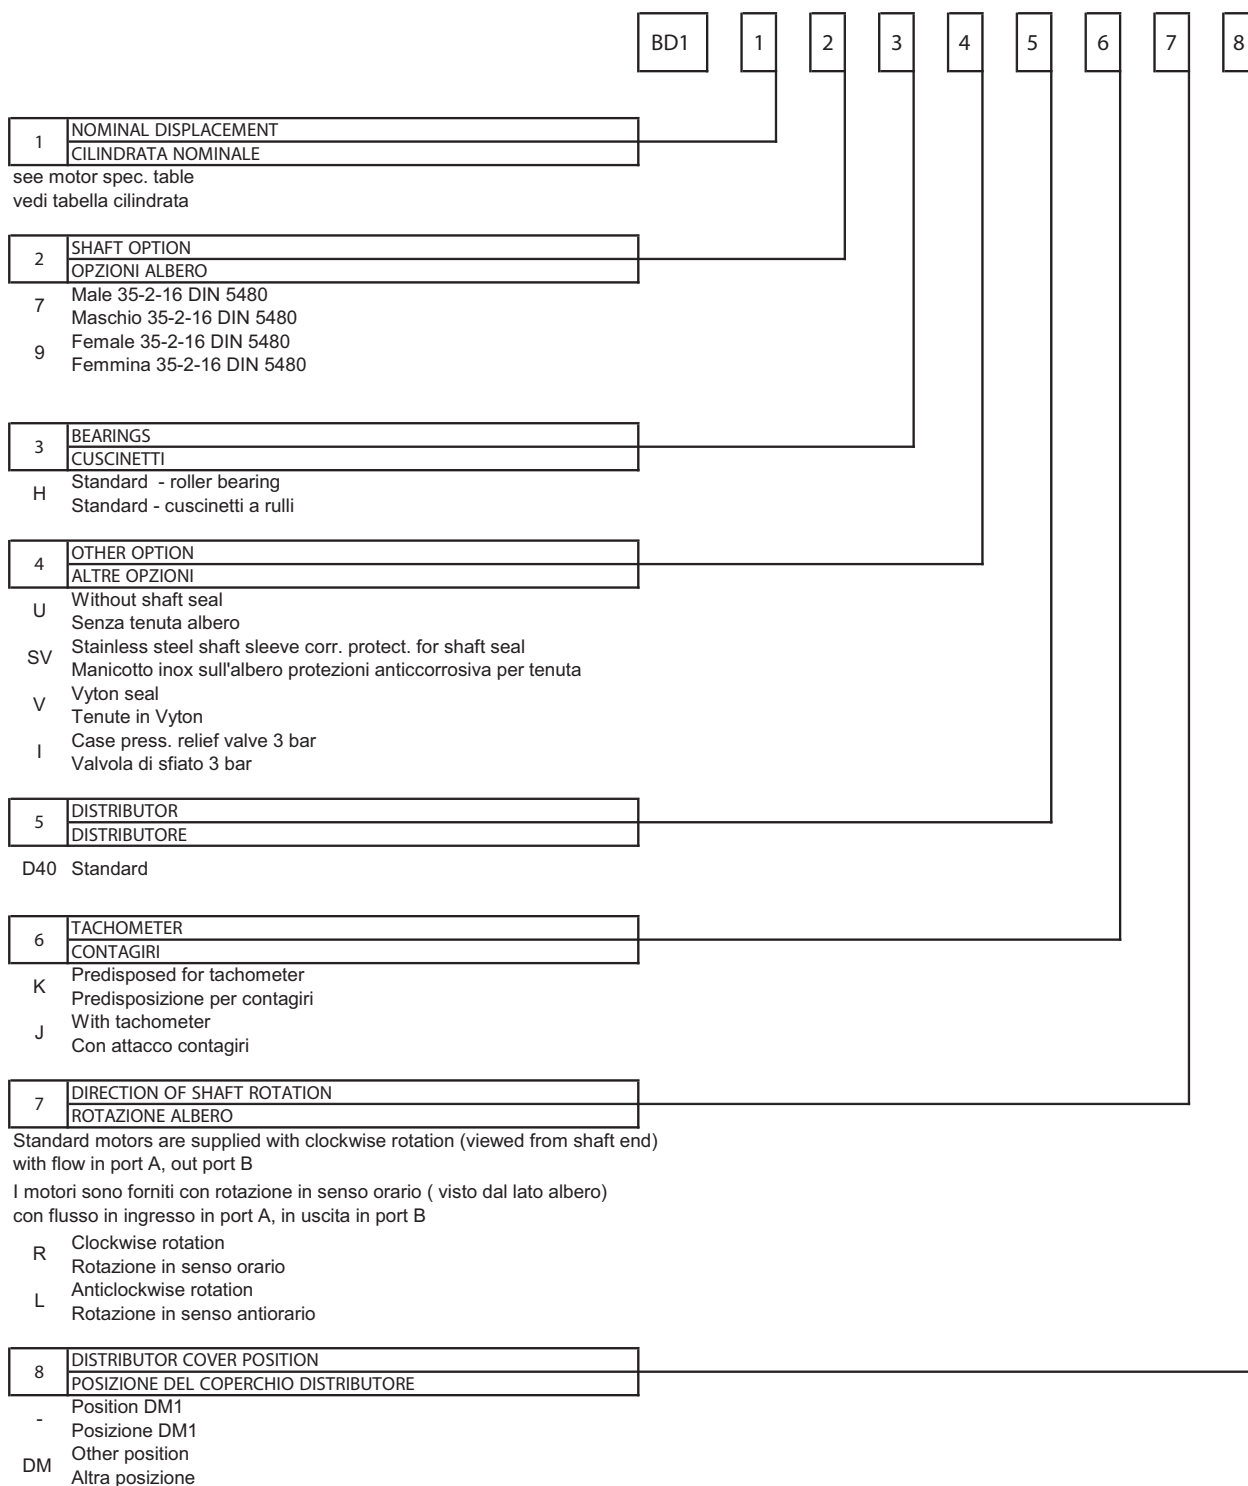 BD1 1 2 3 4 5 6 7 8
1 NOMINAL DISPLACEMENT
CILINDRATA NOMINALE
see motor spec. table
vedi tabella cilindrata
2 SHAFT OPTION
OPZIONI ALBERO
7 Male 35-2-16 DIN 5480
Maschio 35-2-16 DIN 5480
9 Female 35-2-16 DIN 5480
Femmina 35-2-16 DIN 5480
3 BEARINGS
CUSCINETTI
H Standard - roller bearing
Standard - cuscinetti a rulli
4 OTHER OPTION
ALTRE OPZIONI
U Without shaft seal
Senza tenuta albero
SV Stainless steel shaft sleeve corr. protect. for shaft seal
Manicotto inox sull'albero protezioni anticcorrosiva per tenuta
V Vyton seal
Tenute in Vyton
I Case press. relief valve 3 bar
Valvola di sfiato 3 bar
5 DISTRIBUTOR
DISTRIBUTORE
D40 Standard
6 TACHOMETER
CONTAGIRI
K Predisposed for tachometer
Predisposizione per contagiri
J With tachometer
Con attacco contagiri
7 DIRECTION OF SHAFT ROTATION
ROTAZIONE ALBERO
Standard motors are supplied with clockwise rotation (viewed from shaft end)
with flow in port A, out port B
I motori sono forniti con rotazione in senso orario ( visto dal lato albero)
con flusso in ingresso in port A, in uscita in port B
R Clockwise rotation
Rotazione in senso orario
L Anticlockwise rotation
Rotazione in senso antiorario
8 DISTRIBUTOR COVER POSITION
POSIZIONE DEL COPERCHIO DISTRIBUTORE
- Position DM1
Posizione DM1
DM Other position
Altra posizione